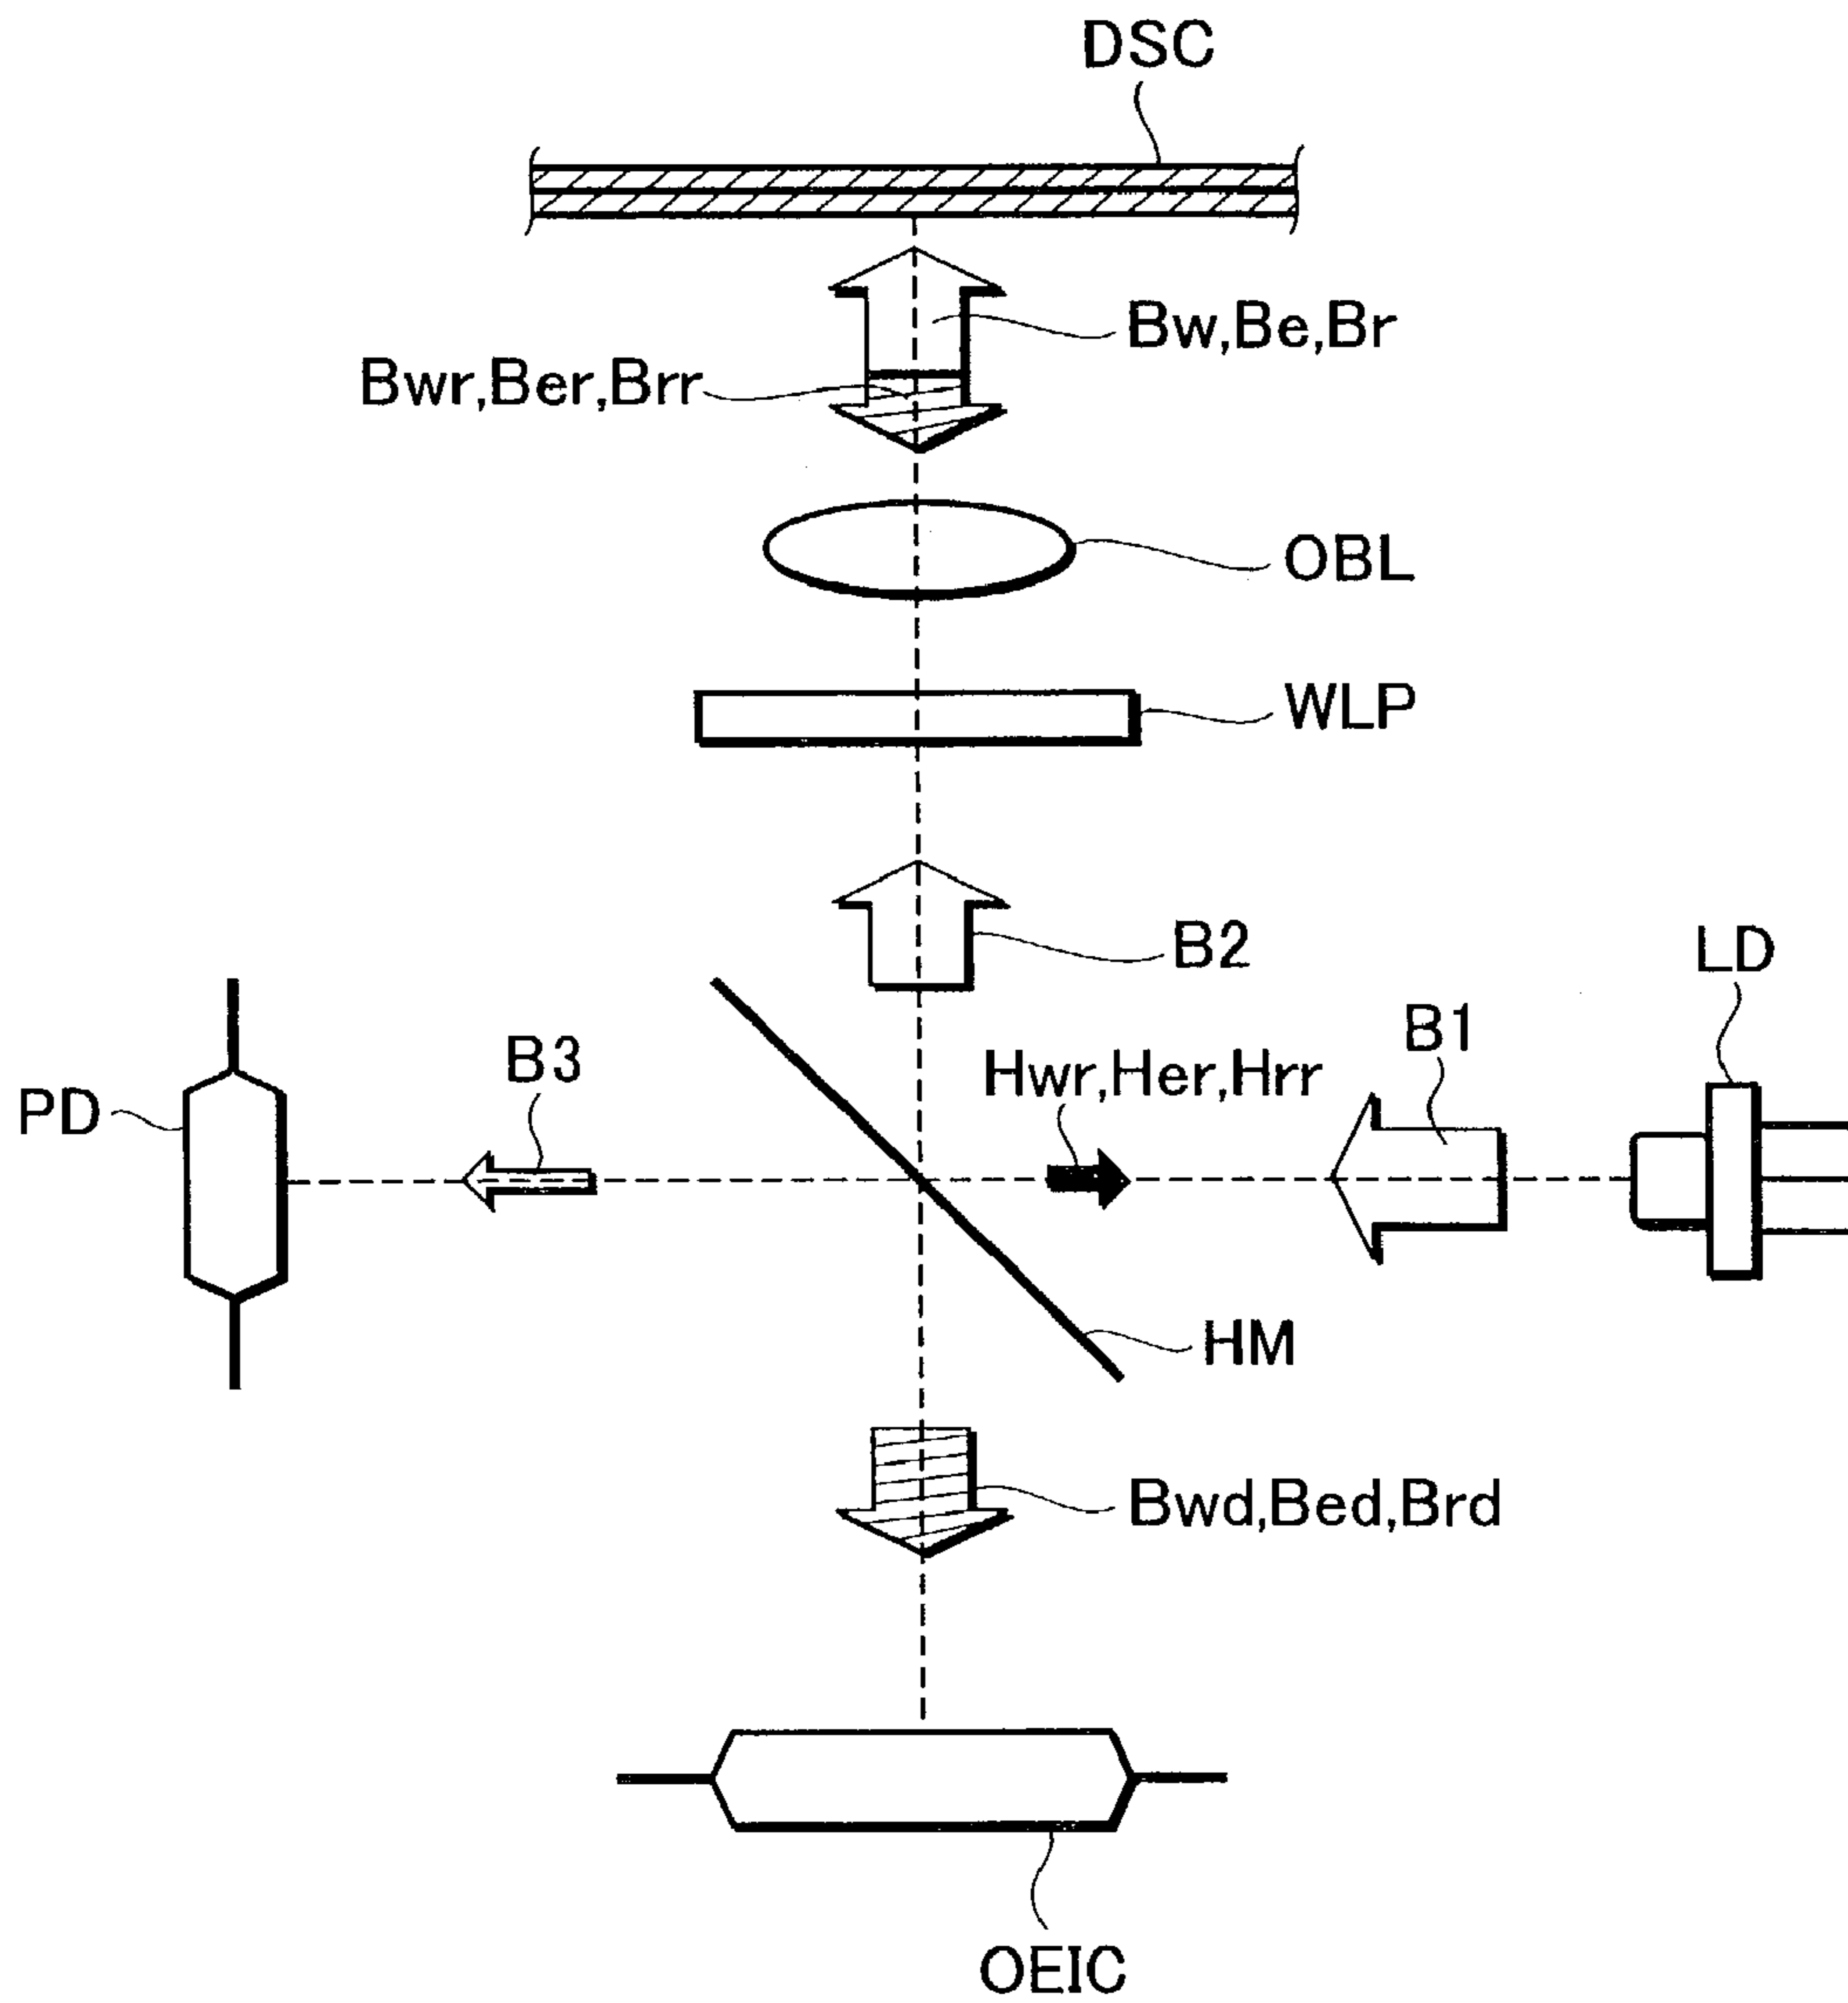 DSC
Bw,Be,Br
Bwr,Ber,Brr
OBL
WLP
B2
LD
B1
B3
Hwr,Her,Hrr
PD
HM
Bwd,Bed,Brd
OEIC